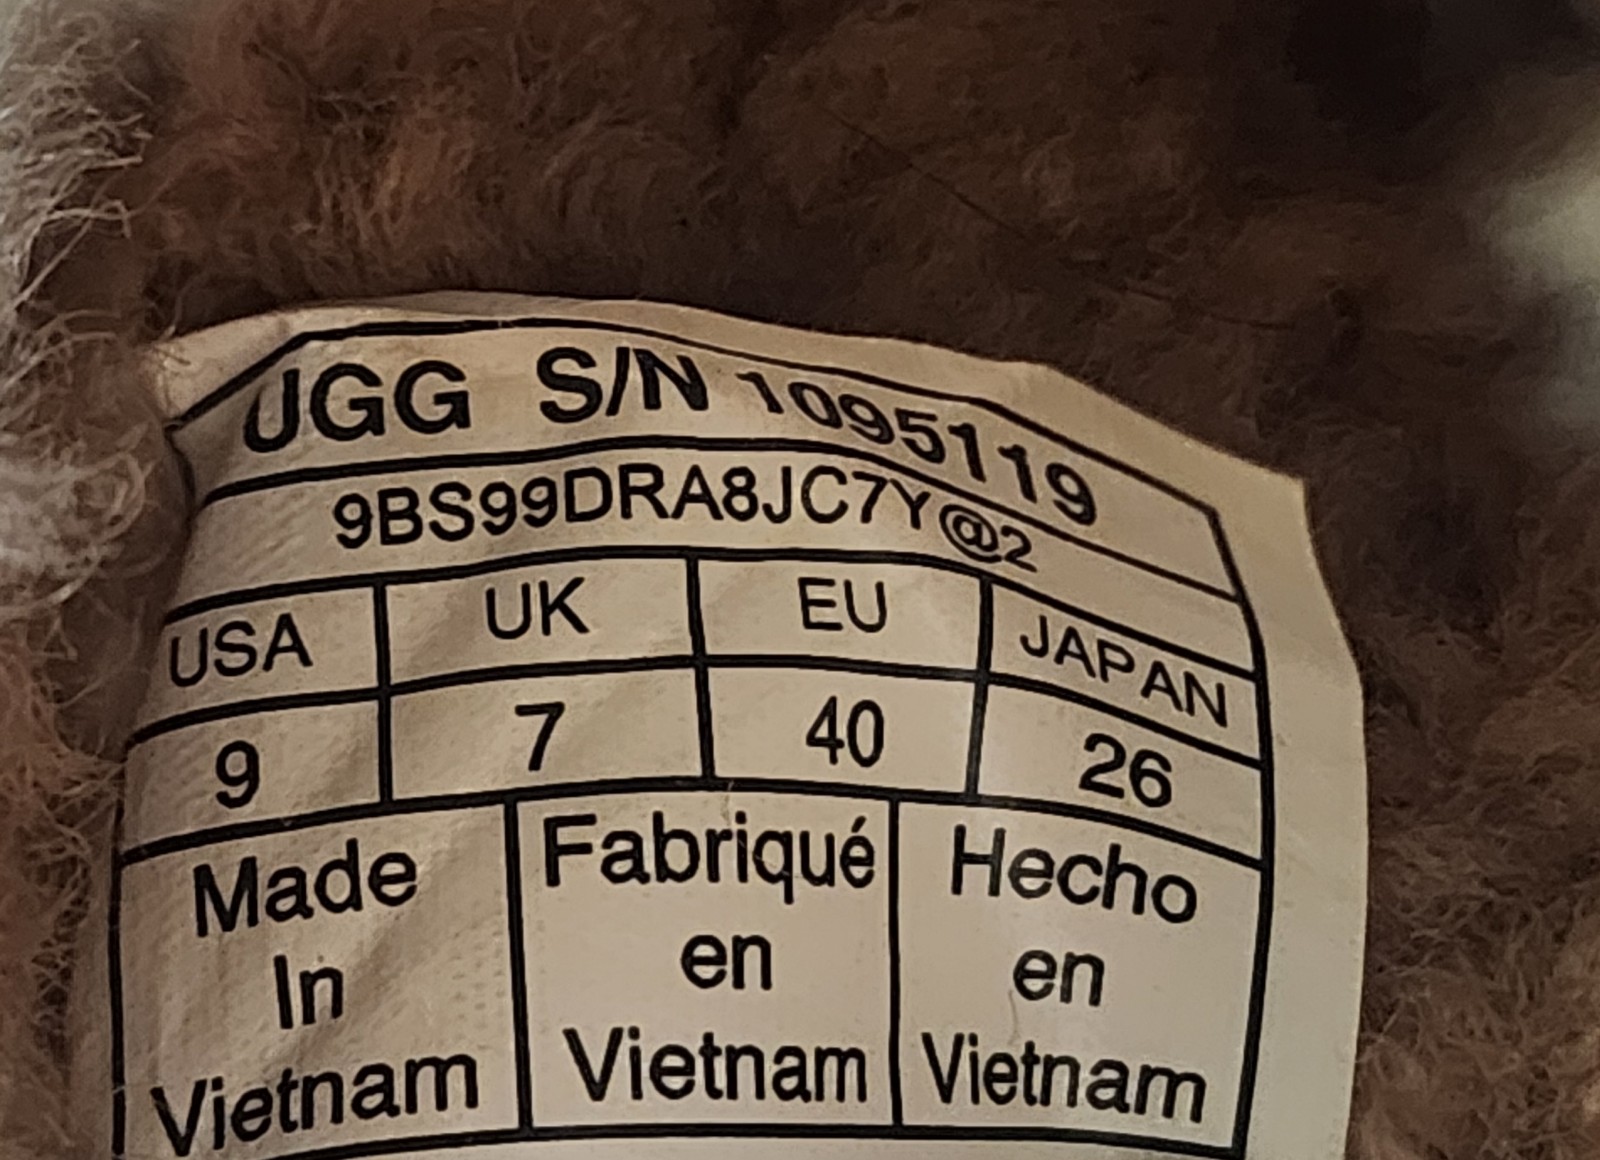 UGG S/N 1095119
9BS99DRA8JC7Y@2
USA UK EU JAPAN
9 7 40 26
Made Fabriqué Hecho
In en en
Vietnam Vietnam Vietnam